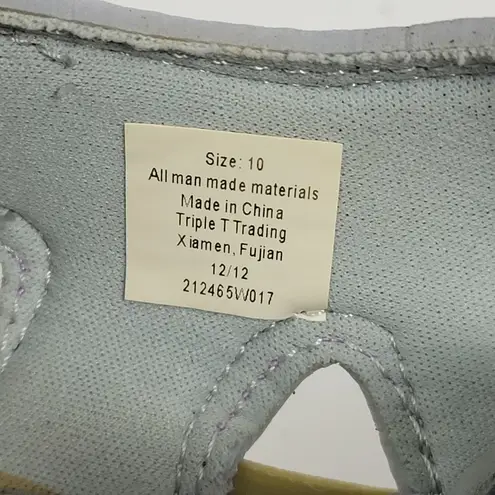 Size: 10
All man made materials
Made in China
Triple T Trading
Xiamen, Fujian
12/12
212465W017